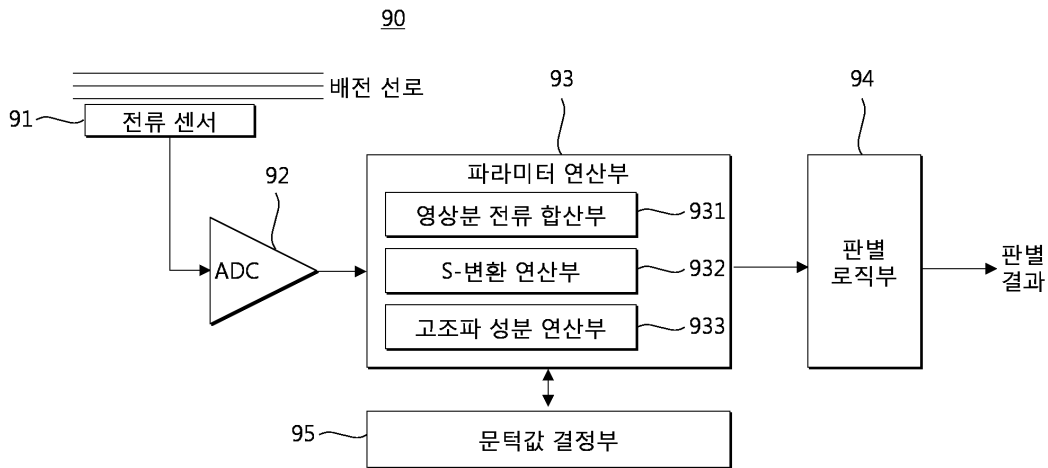 90
배전 선로
91
전류 센서
92
ADC
93
파라미터 연산부
영상분 전류 합산부
931
S-변환 연산부
932
고조파 성분 연산부
933
94
판별
로직부
판별
결과
95
문턱값 결정부